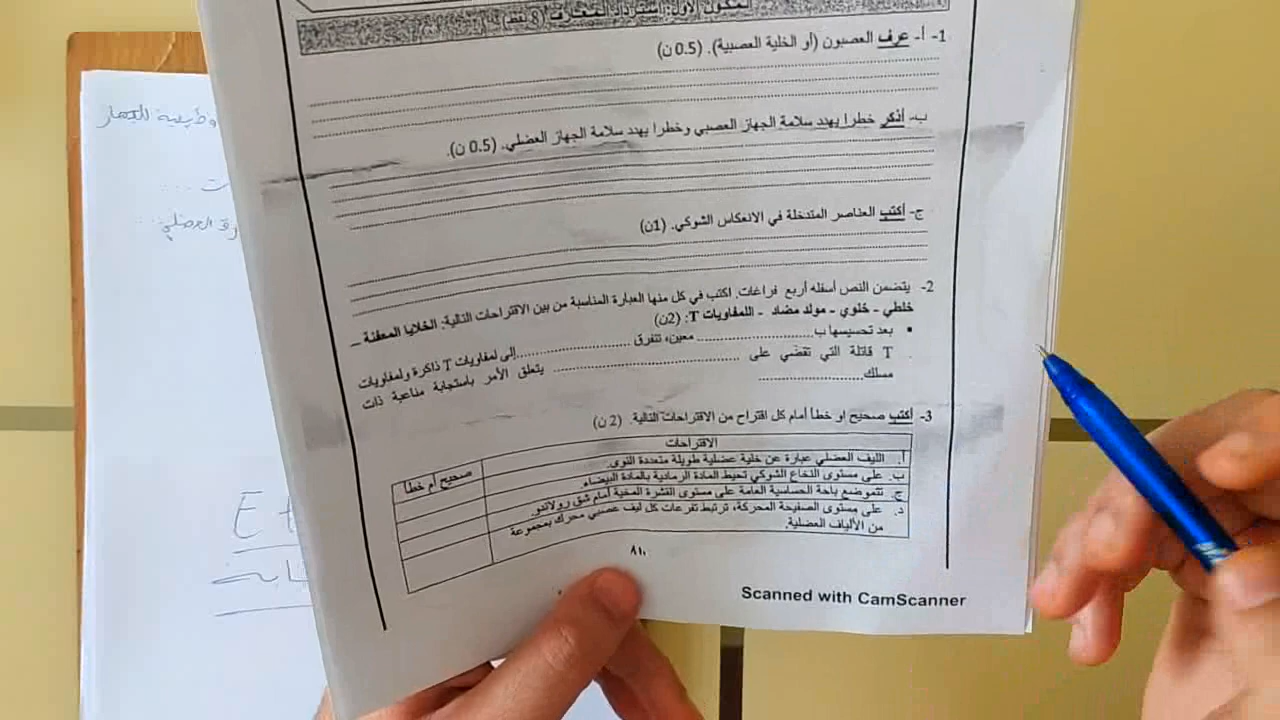 المكون الأول: استرداد المعارف (8 نقط)
1- أ- عرف العصبون (أو الخلية العصبية). (0.5 ن)
ب- أذكر خطرا يهدد سلامة الجهاز العصبي وخطرا يهدد سلامة الجهاز العضلي. (0.5 ن).
ج- أكتب العناصر المتدخلة في الانعكاس الشوكي. (1ن)
2- يتضمن النص أسفله أربع فراغات. اكتب في كل منها العبارة المناسبة من بين الاقتراحات التالية: الخلايا المعفنة –
خلطي - خلوي - مولد مضاد - اللمفاويات T: (2ن)
• بعد تحسيسها ب.................... معين، تتفرق ....................إلى لمفاويات T ذاكرة ولمفاويات
T قاتلة التي تقضي على .................... يتعلق الأمر باستجابة مناعية ذات
مسلك....................
3- أكتب صحيح او خطأ أمام كل اقتراح من الاقتراحات التالية. (2 ن)
الاقتراحات
صحيح أم خطأ
أ. الليف العضلي عبارة عن خلية عضلية طويلة متعددة النوى.
ب. على مستوى النخاع الشوكي تحيط المادة الرمادية بالمادة البيضاء.
ج. تتموضع باحة الحساسية العامة على مستوى القشرة المخية أمام شق رولاندو.
د. على مستوى الصفيحة المحركة، ترتبط تفرعات كل ليف عصبي محرك بمجموعة
من الألياف العضلية.
Scanned with CamScanner